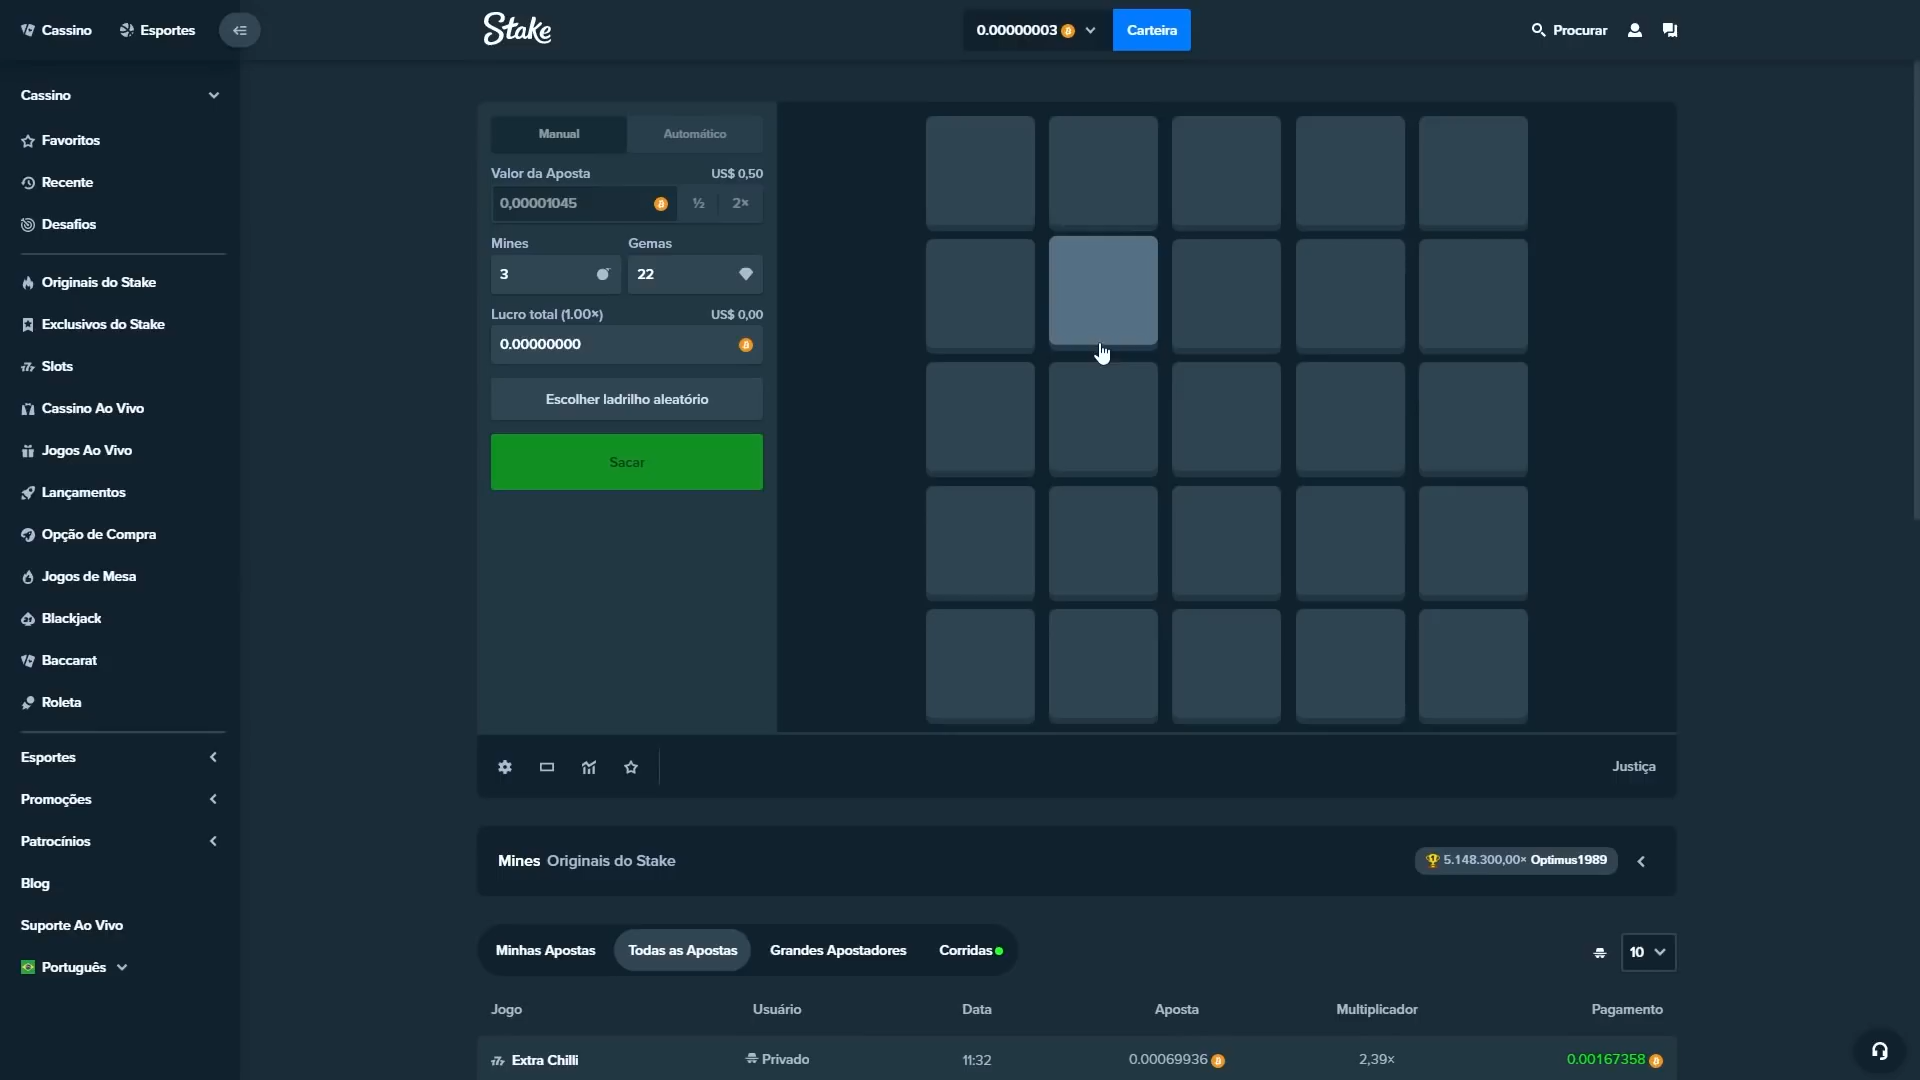 Cassino
Esportes
Stake
0.00000003
Carteira
Procurar
Cassino
Favoritos
Recente
Desafios
Originais do Stake
Exclusivos do Stake
Slots
Cassino Ao Vivo
Jogos Ao Vivo
Lançamentos
Opção de Compra
Jogos de Mesa
Blackjack
Baccarat
Roleta
Esportes
Promoções
Patrocínios
Blog
Suporte Ao Vivo
Português
Manual Automático
Valor da Aposta US$ 0,50
0,00001045 ½ 2×
Mines Gemas
3 22
Lucro total (1.00×) US$ 0,00
0.00000000
Escolher ladrilho aleatório
Sacar
Justiça
Mines Originais do Stake 5.148.300,00× Optimus1989
Minhas Apostas Todas as Apostas Grandes Apostadores Corridas 10
Jogo Usuário Data Aposta Multiplicador Pagamento
Extra Chilli Privado 11:32 0.00069936 2,39× 0.00167358